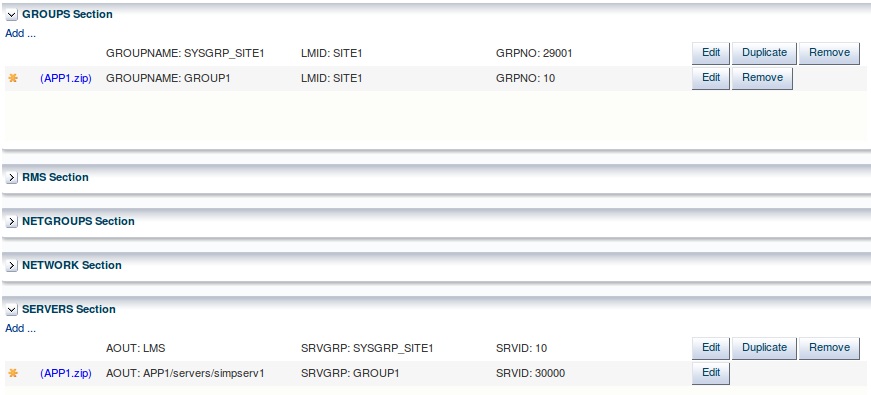 GROUPS Section
Add ...
GROUPNAME: SYSGRP_SITE1 LMID: SITE1 GRPNO: 29001 Edit Duplicate Remove
(APP1.zip) GROUPNAME: GROUP1 LMID: SITE1 GRPNO: 10 Edit Remove
RMS Section
NETGROUPS Section
NETWORK Section
SERVERS Section
Add ...
AOUT: LMS SRVGRP: SYSGRP_SITE1 SRVID: 10 Edit Duplicate Remove
(APP1.zip) AOUT: APP1/servers/simpserv1 SRVGRP: GROUP1 SRVID: 30000 Edit